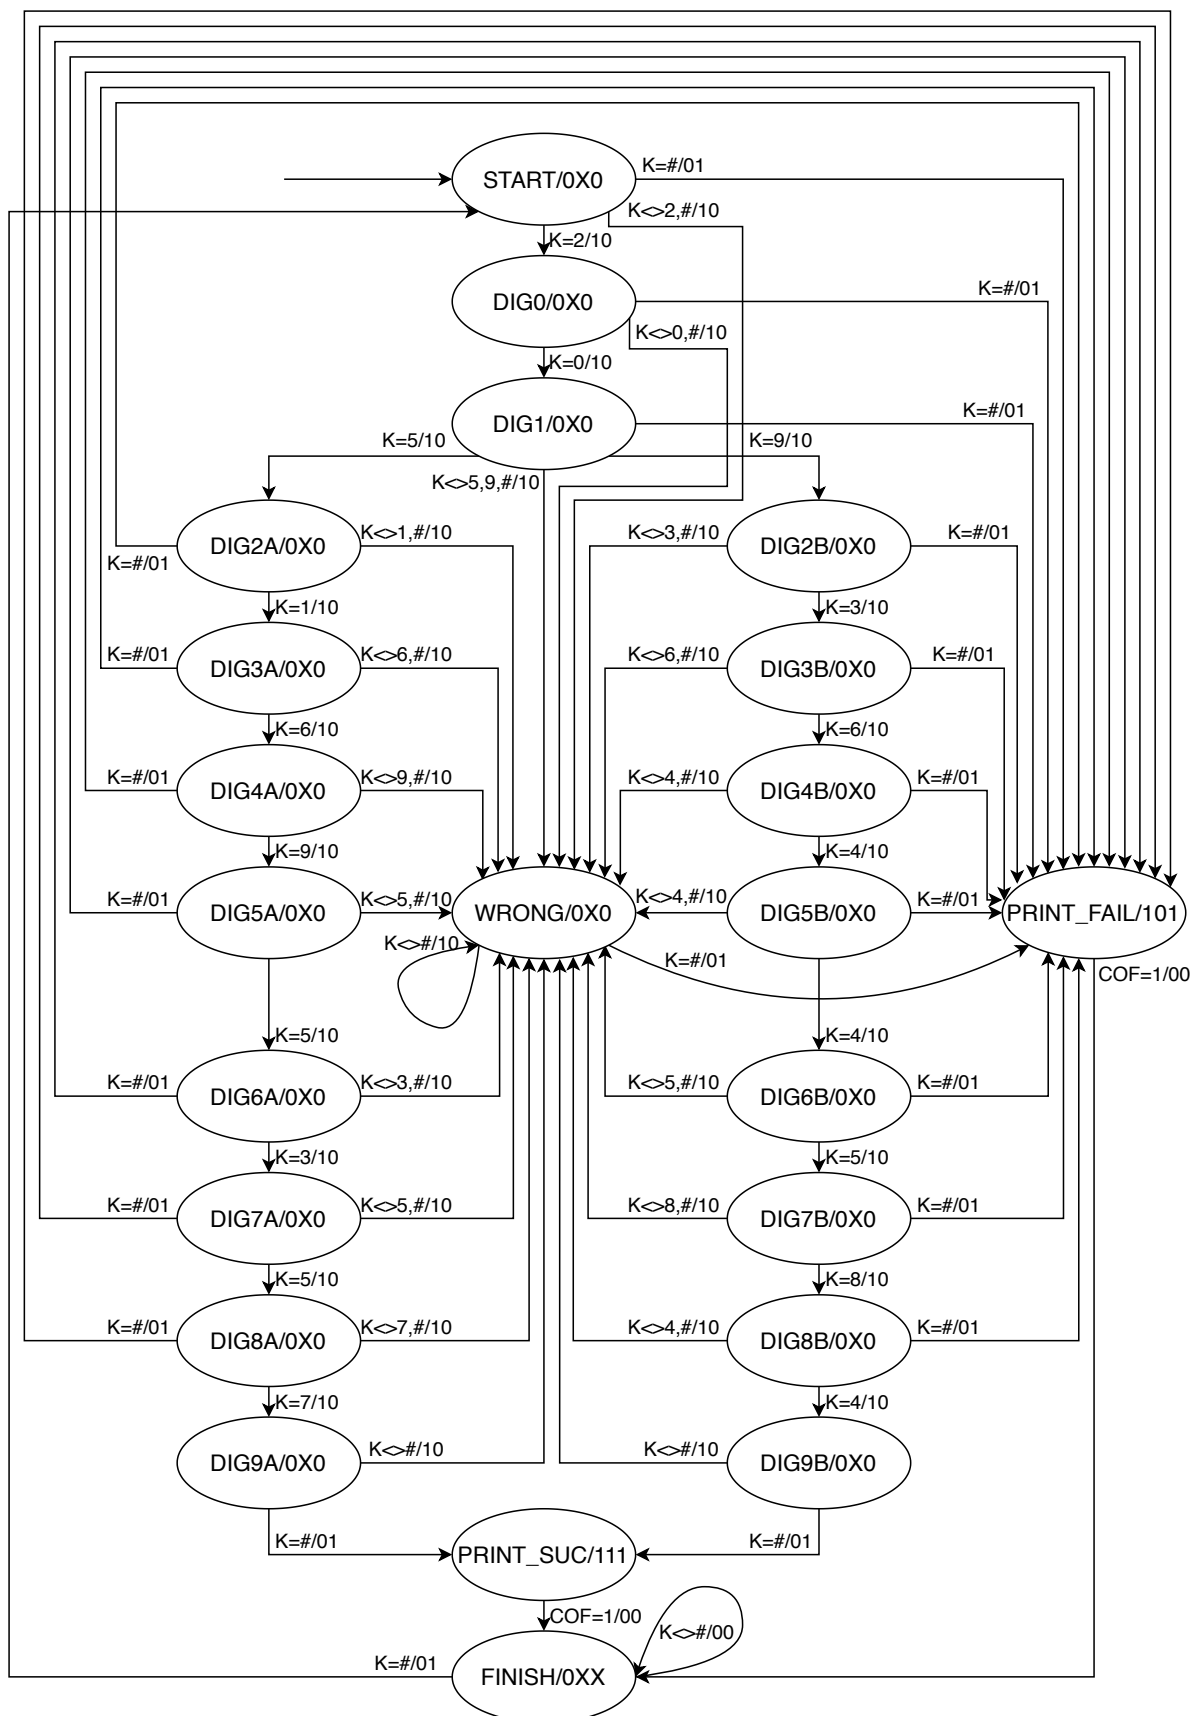 START/0X0
K=#/01
K<>2,#/10
K=2/10
DIG0/0X0
K=#/01
K<>0,#/10
K=0/10
DIG1/0X0
K=#/01
K=5/10
K=9/10
K<>5,9,#/10
DIG2A/0X0
K<>1,#/10
K=#/01
K<>3,#/10
DIG2B/0X0
K=#/01
K=1/10
K=3/10
K=#/01
DIG3A/0X0
K<>6,#/10
K<>6,#/10
DIG3B/0X0
K=#/01
K=6/10
K=6/10
K=#/01
DIG4A/0X0
K<>9,#/10
K<>4,#/10
DIG4B/0X0
K=#/01
K=9/10
K=4/10
K=#/01
DIG5A/0X0
K<>5,#/10
WRONG/0X0
K<>4,#/10
DIG5B/0X0
K=#/01
PRINT_FAIL/101
K<>#/10
K=#/01
COF=1/00
K=5/10
K=4/10
K=#/01
DIG6A/0X0
K<>3,#/10
K<>5,#/10
DIG6B/0X0
K=#/01
K=3/10
K=5/10
K=#/01
DIG7A/0X0
K<>5,#/10
K<>8,#/10
DIG7B/0X0
K=#/01
K=5/10
K=8/10
K=#/01
DIG8A/0X0
K<>7,#/10
K<>4,#/10
DIG8B/0X0
K=#/01
K=7/10
K=4/10
DIG9A/0X0
K<>#/10
K<>#/10
DIG9B/0X0
K=#/01
PRINT_SUC/111
K=#/01
COF=1/00
K<>#/00
K=#/01
FINISH/0XX